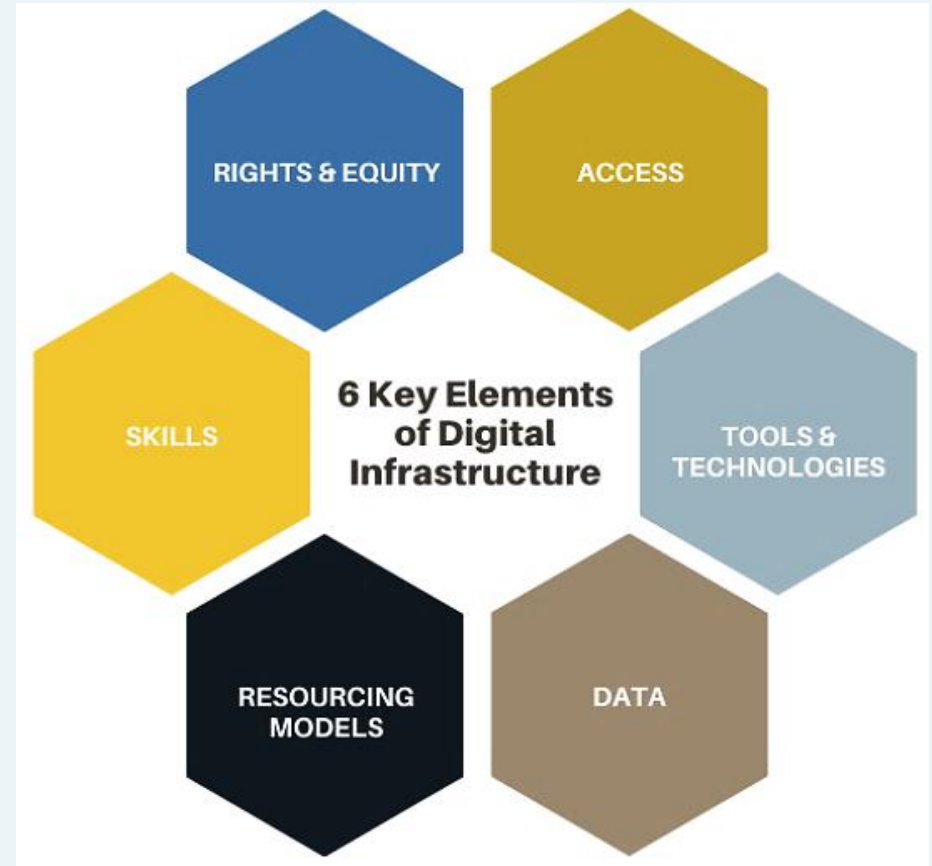 RIGHTS & EQUITY
ACCESS
SKILLS
6 Key Elements
of Digital
Infrastructure
TOOLS &
TECHNOLOGIES
RESOURCING
MODELS
DATA